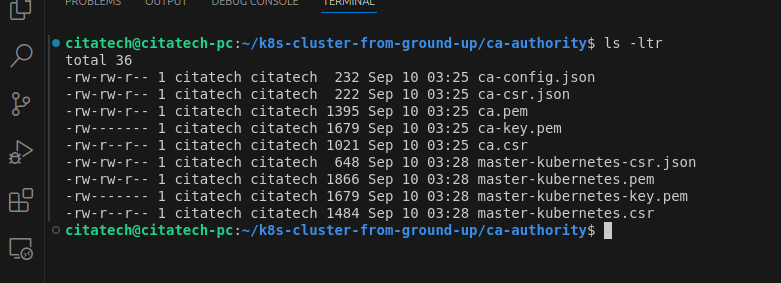 PROBLEMS OUTPUT DEBUG CONSOLE TERMINAL
citatech@citatech-pc:~/k8s-cluster-from-ground-up/ca-authority$ ls -ltr
total 36
-rw-rw-r-- 1 citatech citatech  232 Sep 10 03:25 ca-config.json
-rw-rw-r-- 1 citatech citatech  222 Sep 10 03:25 ca-csr.json
-rw-rw-r-- 1 citatech citatech 1395 Sep 10 03:25 ca.pem
-rw------- 1 citatech citatech 1679 Sep 10 03:25 ca-key.pem
-rw-r--r-- 1 citatech citatech 1021 Sep 10 03:25 ca.csr
-rw-rw-r-- 1 citatech citatech  648 Sep 10 03:28 master-kubernetes-csr.json
-rw-rw-r-- 1 citatech citatech 1866 Sep 10 03:28 master-kubernetes.pem
-rw------- 1 citatech citatech 1679 Sep 10 03:28 master-kubernetes-key.pem
-rw-r--r-- 1 citatech citatech 1484 Sep 10 03:28 master-kubernetes.csr
citatech@citatech-pc:~/k8s-cluster-from-ground-up/ca-authority$